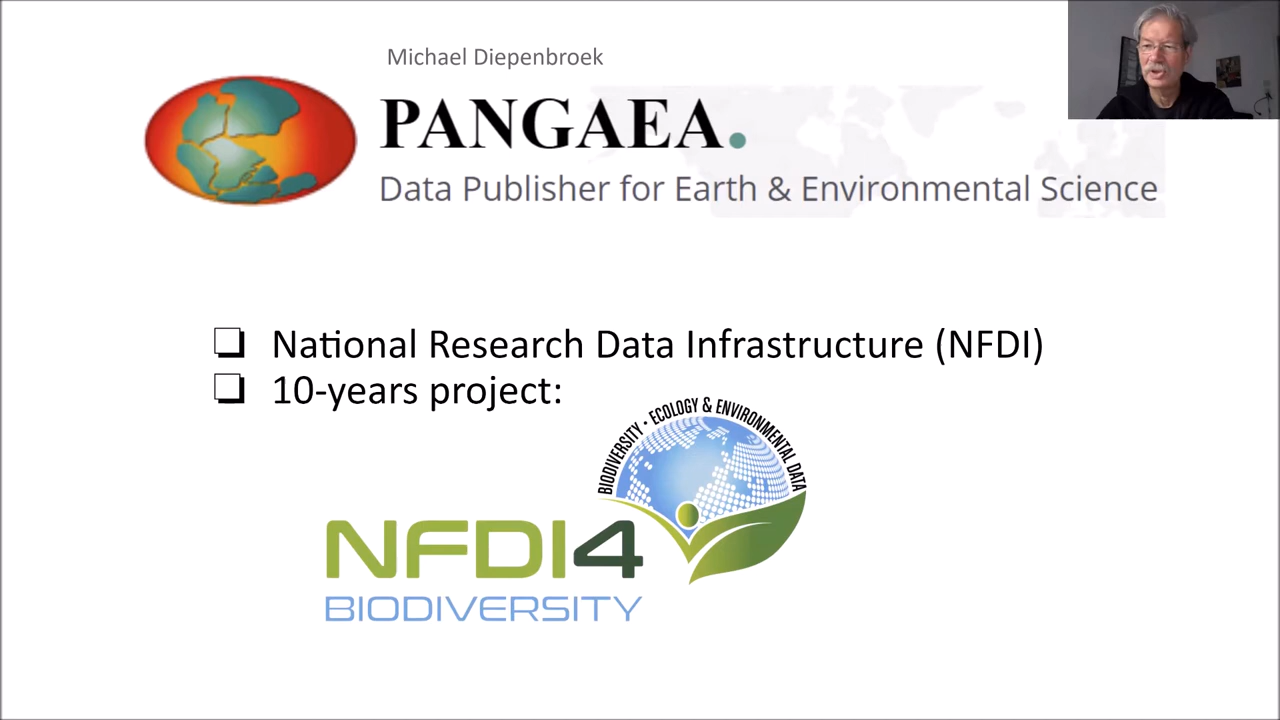 Michael Diepenbroek
PANGAEA.
Data Publisher for Earth & Environmental Science
❏ National Research Data Infrastructure (NFDI)
❏ 10-years project:
BIODIVERSITY · ECOLOGY & ENVIRONMENTAL DATA
NFDI4
BIODIVERSITY